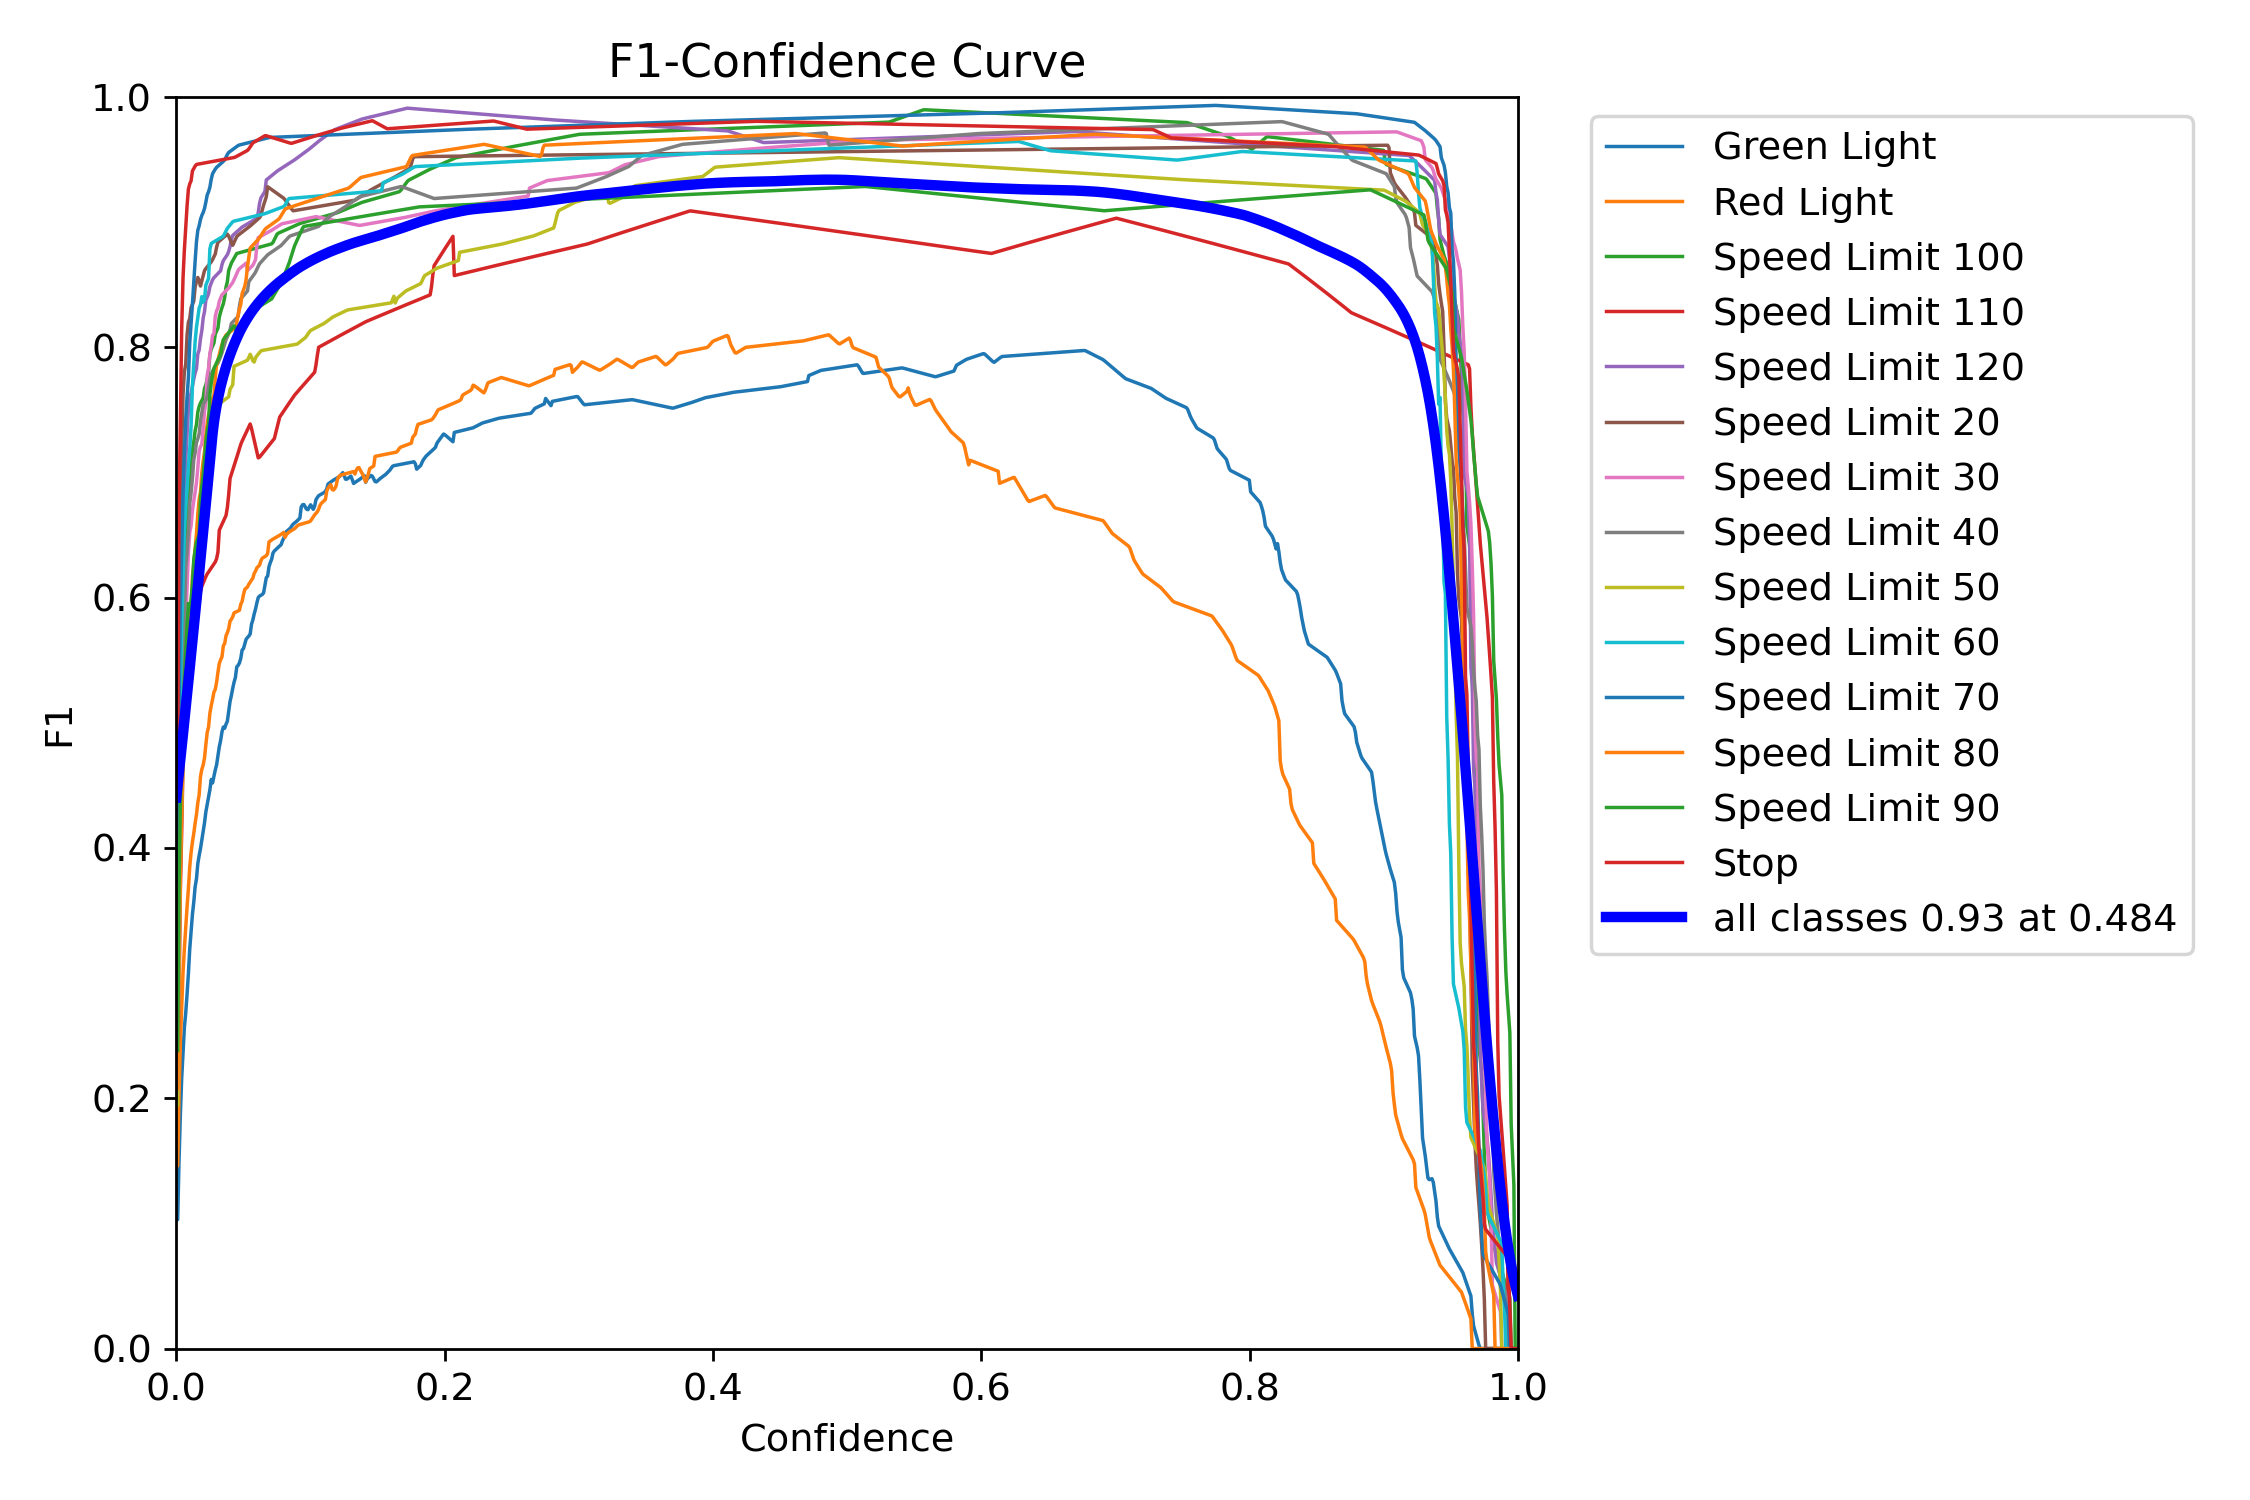 F1-Confidence Curve
1.0
0.8
0.6
0.4
0.2
0.0
F1
0.0 0.2 0.4 0.6 0.8 1.0
Confidence
Green Light
Red Light
Speed Limit 100
Speed Limit 110
Speed Limit 120
Speed Limit 20
Speed Limit 30
Speed Limit 40
Speed Limit 50
Speed Limit 60
Speed Limit 70
Speed Limit 80
Speed Limit 90
Stop
all classes 0.93 at 0.484